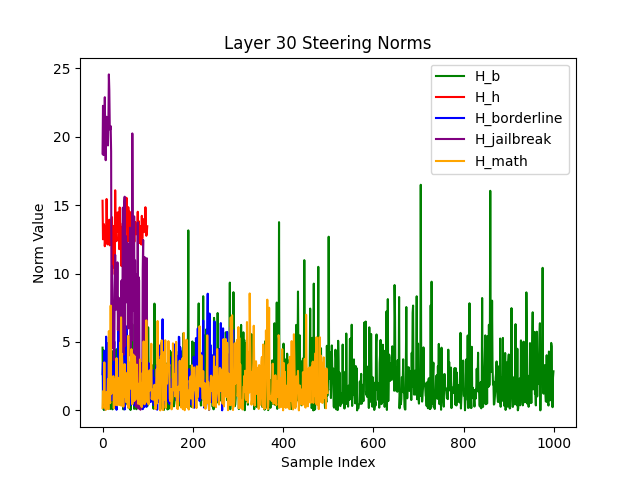 Layer 30 Steering Norms
H_b
H_h
H_borderline
H_jailbreak
H_math
25
20
15
10
5
0
Norm Value
0 200 400 600 800 1000
Sample Index